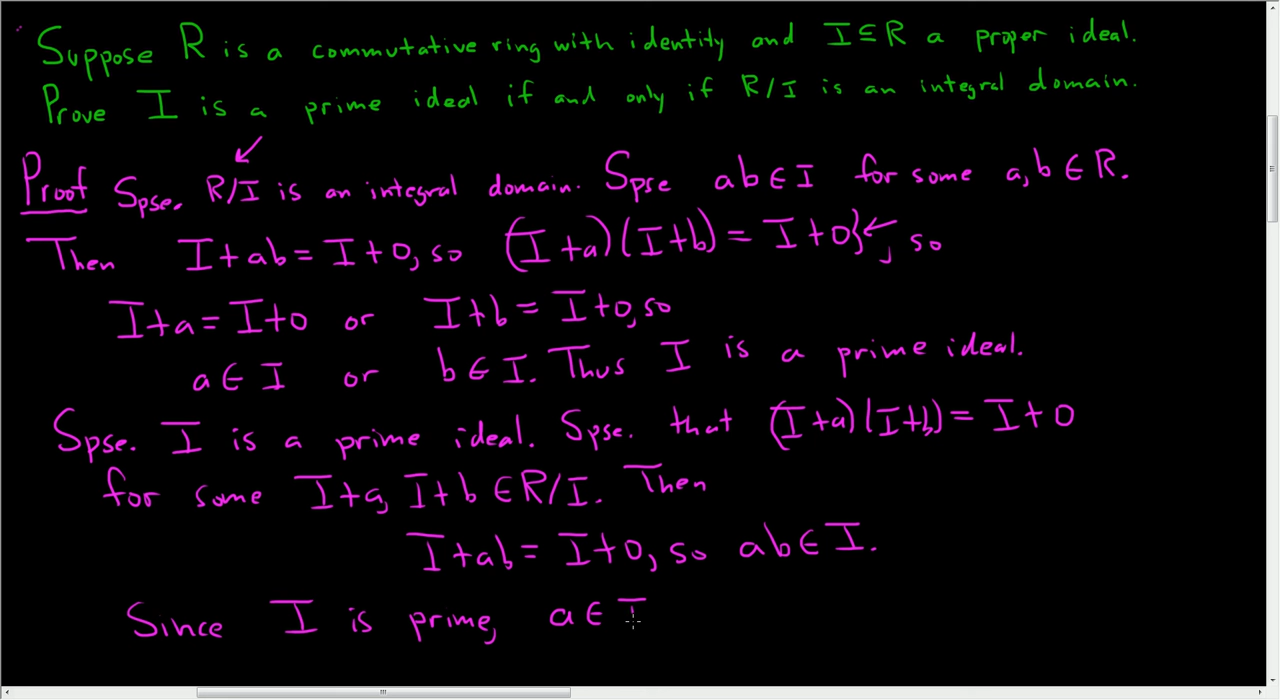 Suppose R is a commutative ring with identity and I ⊆ R a proper ideal.
Prove I is a prime ideal if and only if R/I is an integral domain.
Proof Spse. R/I is an integral domain. Spse ab ∈ I for some a, b ∈ R.
Then I+ab = I+0, so (I+a)(I+b) = I+0}, so
I+a = I+0 or I+b = I+0, so
a ∈ I or b ∈ I. Thus I is a prime ideal.
Spse. I is a prime ideal. Spse. that (I+a)(I+b) = I+0
for some I+a, I+b ∈ R/I. Then
I+ab = I+0, so ab ∈ I.
Since I is prime, a ∈ I